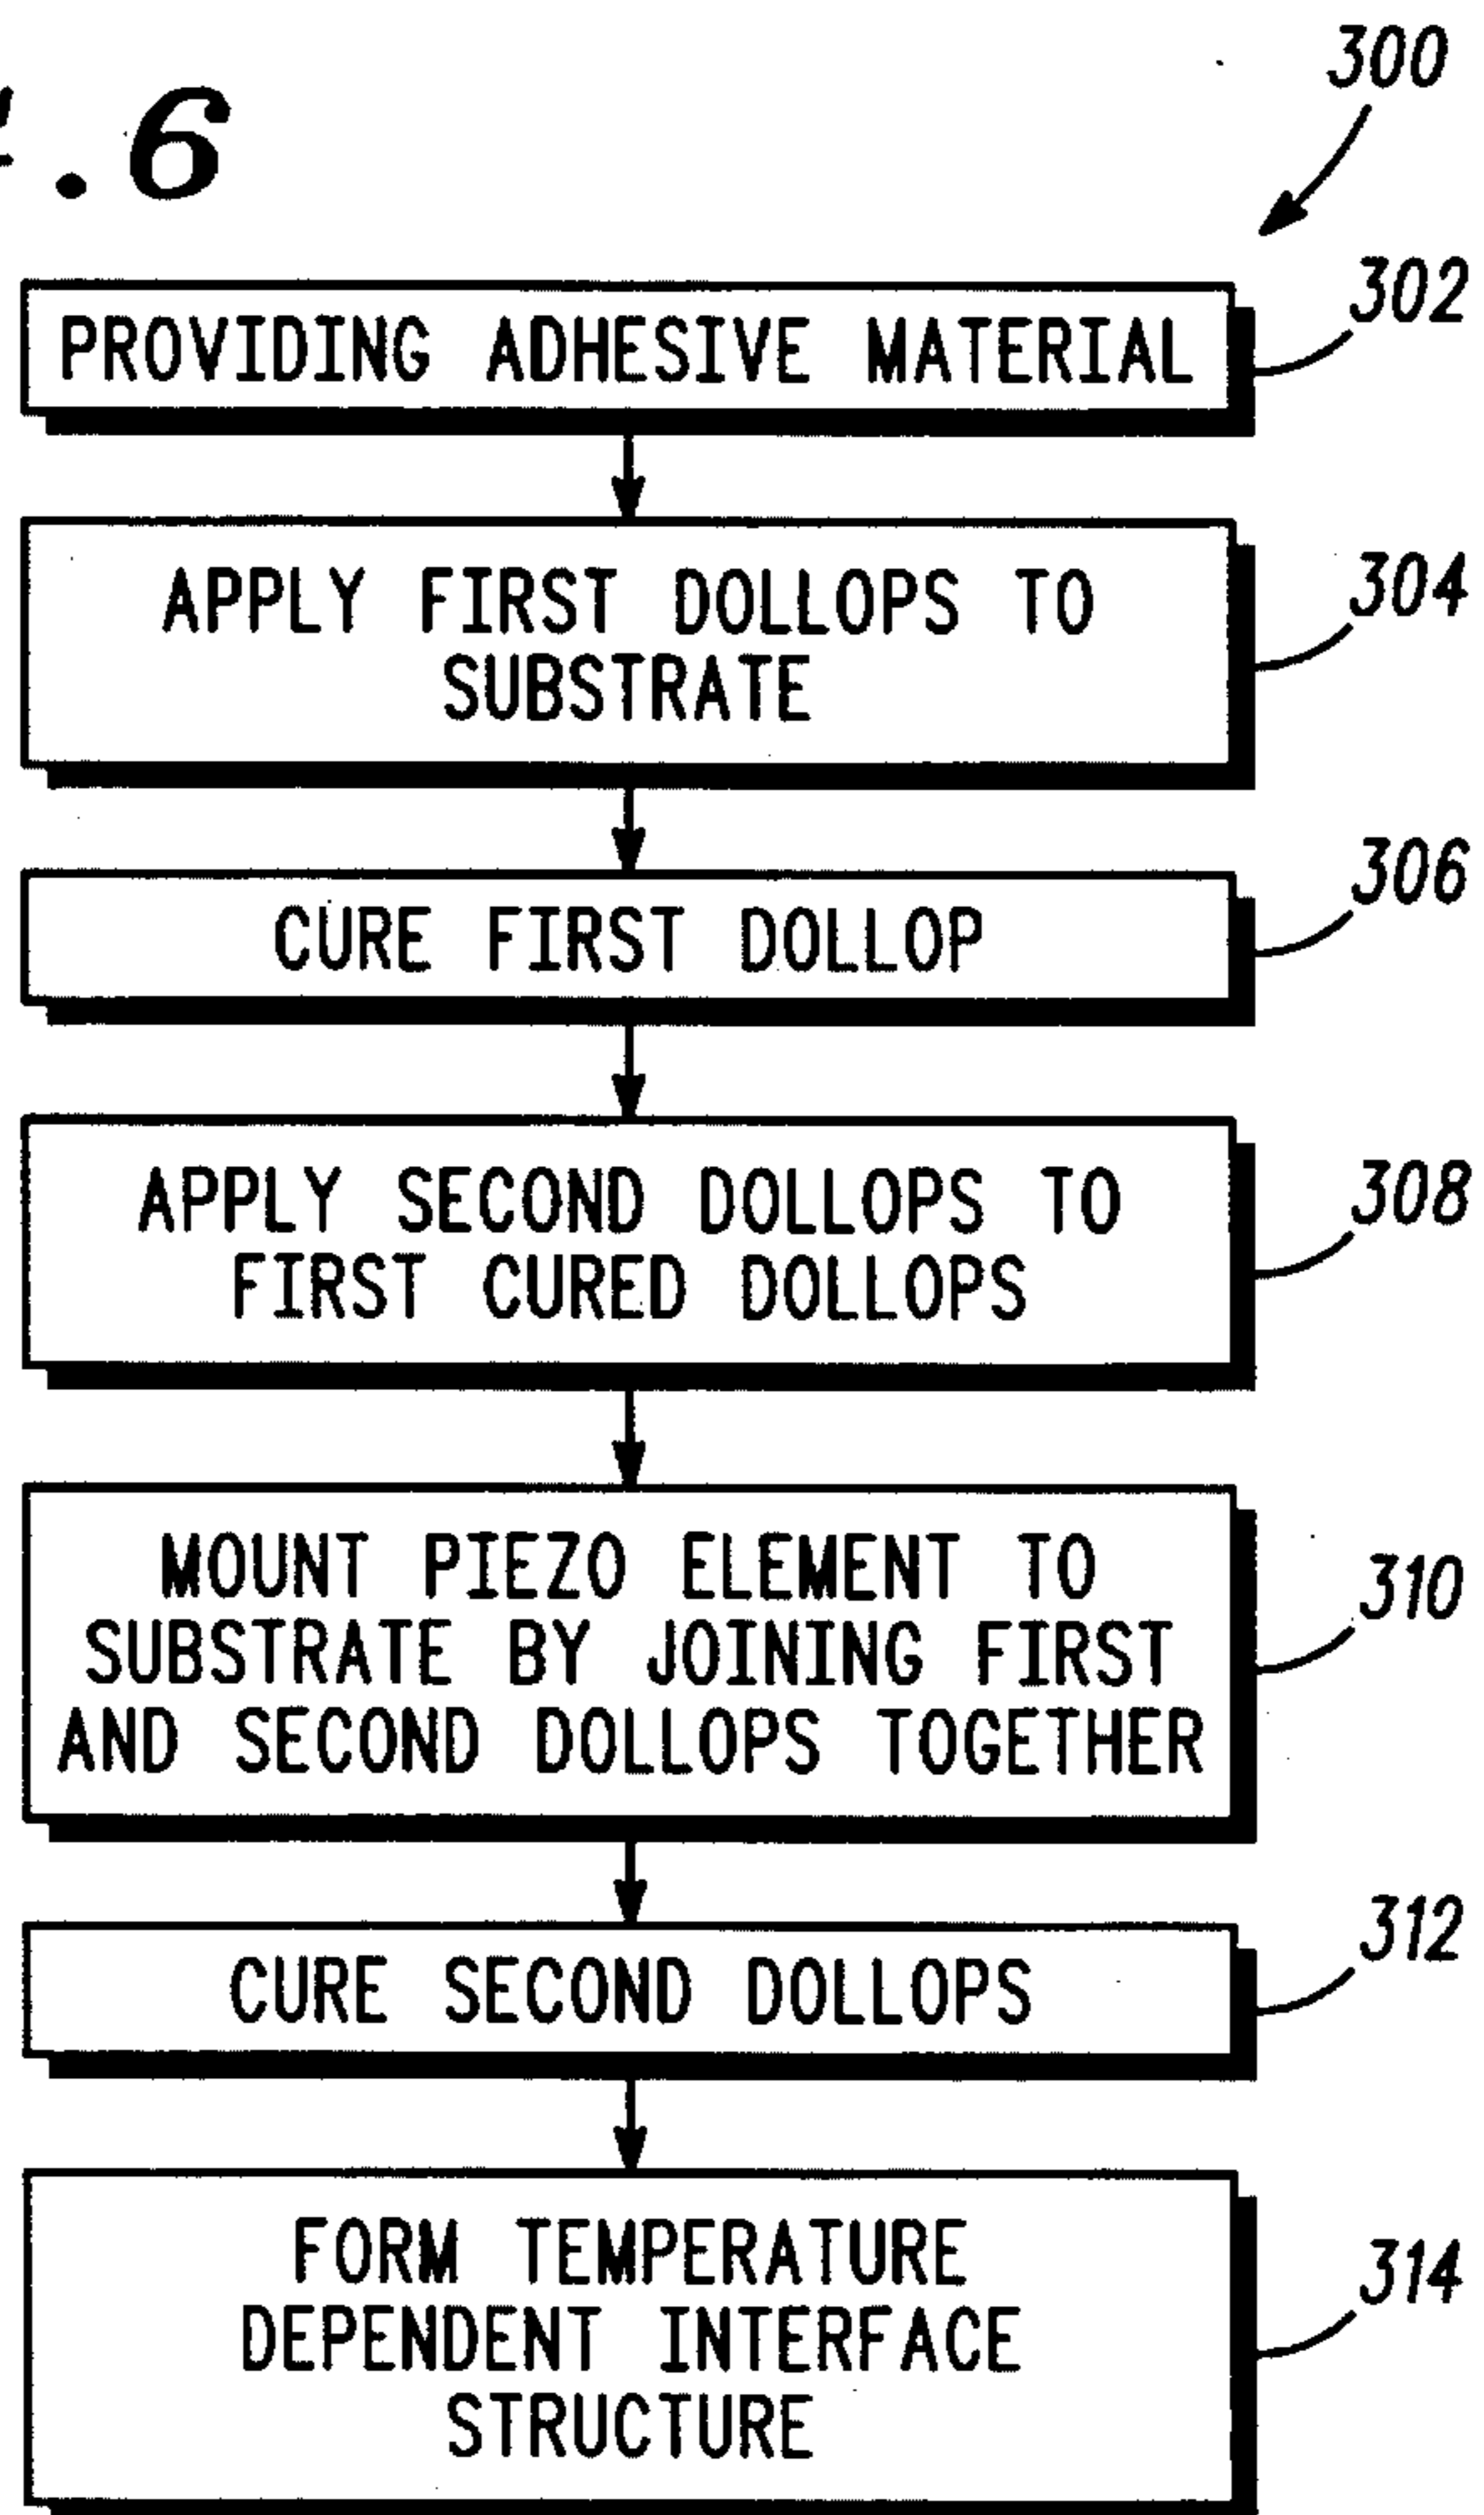 .6
300
302
PROVIDING ADHESIVE MATERIAL
304
APPLY FIRST DOLLOPS TO
SUBSTRATE
306
CURE FIRST DOLLOP
308
APPLY SECOND DOLLOPS TO
FIRST CURED DOLLOPS
310
MOUNT PIEZO ELEMENT TO
SUBSTRATE BY JOINING FIRST
AND SECOND DOLLOPS TOGETHER
312
CURE SECOND DOLLOPS
314
FORM TEMPERATURE
DEPENDENT INTERFACE
STRUCTURE